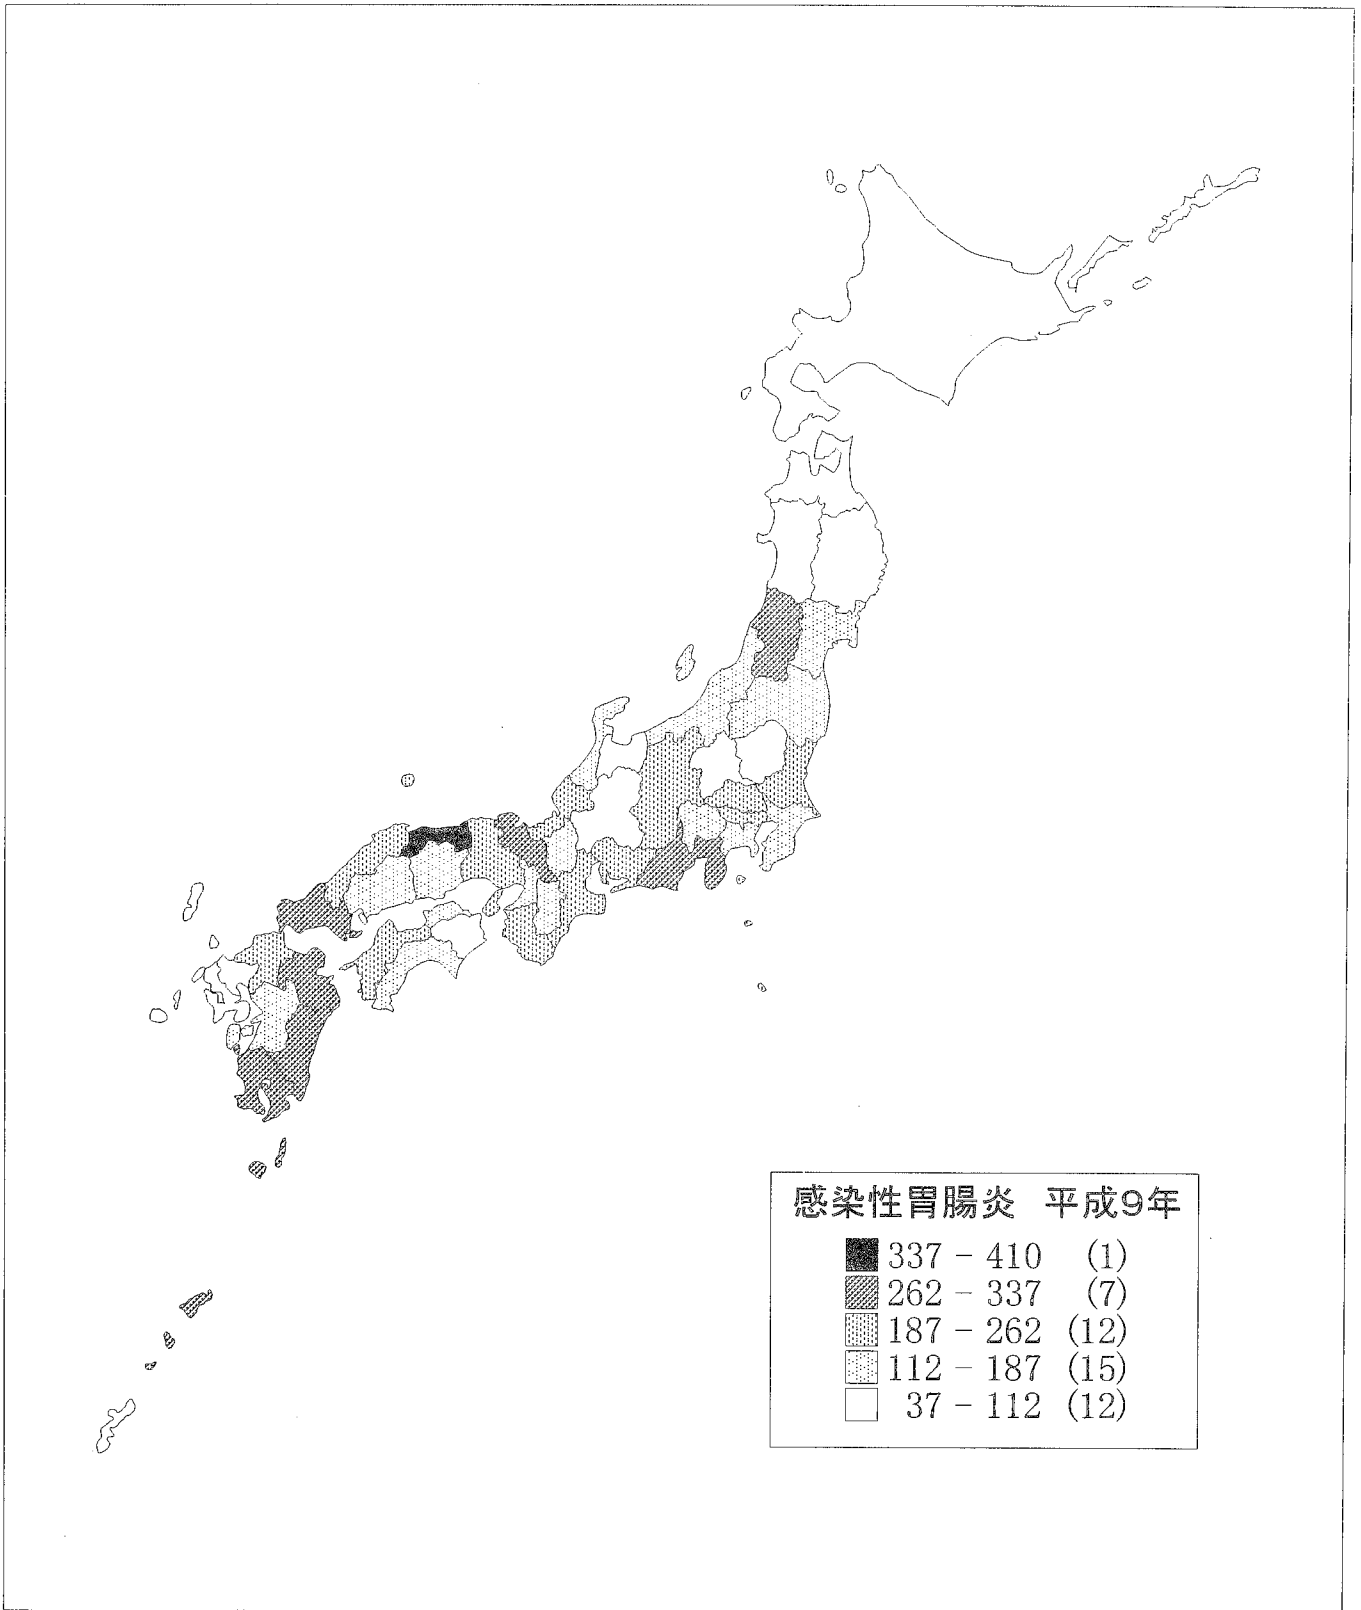 感染性胃腸炎 平成9年
337 - 410 (1)
262 - 337 (7)
187 - 262 (12)
112 - 187 (15)
37 - 112 (12)